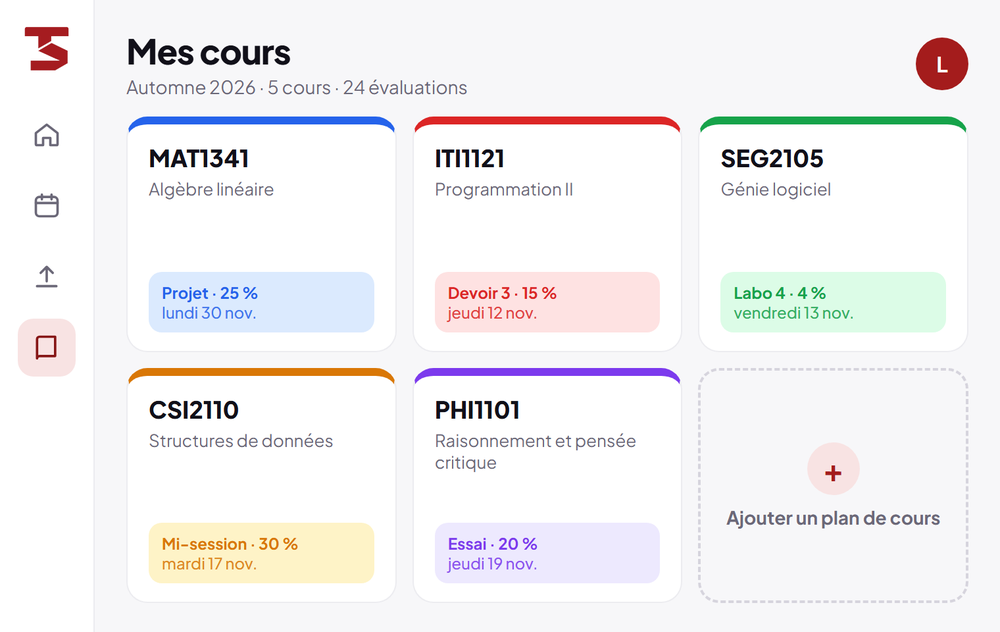 Mes cours
Automne 2026 · 5 cours · 24 évaluations
L
MAT1341
Algèbre linéaire
Projet · 25 %
lundi 30 nov.
ITI1121
Programmation II
Devoir 3 · 15 %
jeudi 12 nov.
SEG2105
Génie logiciel
Labo 4 · 4 %
vendredi 13 nov.
CSI2110
Structures de données
Mi-session · 30 %
mardi 17 nov.
PHI1101
Raisonnement et pensée
critique
Essai · 20 %
jeudi 19 nov.
+
Ajouter un plan de cours